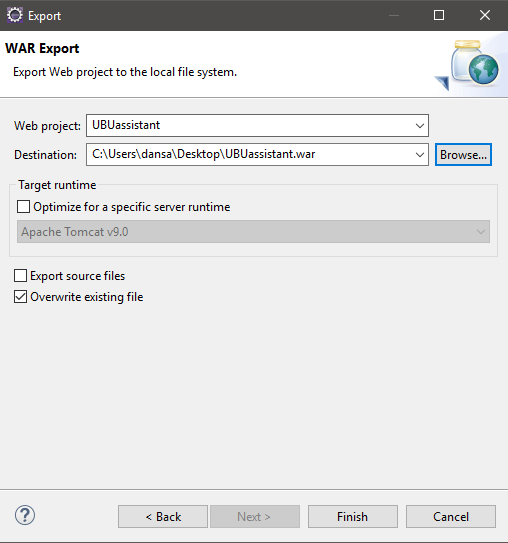 Export
WAR Export
Export Web project to the local file system.
Web project: UBUassistant
Destination: C:\Users\dansa\Desktop\UBUassistant.war Browse...
Target runtime
Optimize for a specific server runtime
Apache Tomcat v9.0
Export source files
Overwrite existing file
? < Back Next > Finish Cancel